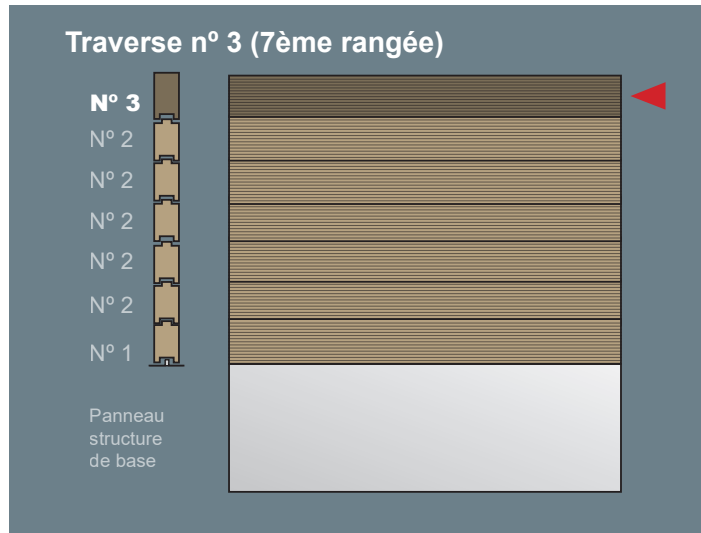 Traverse nº 3 (7ème rangée)
Nº 3
Nº 2
Nº 2
Nº 2
Nº 2
Nº 2
Nº 1
Panneau
structure
de base